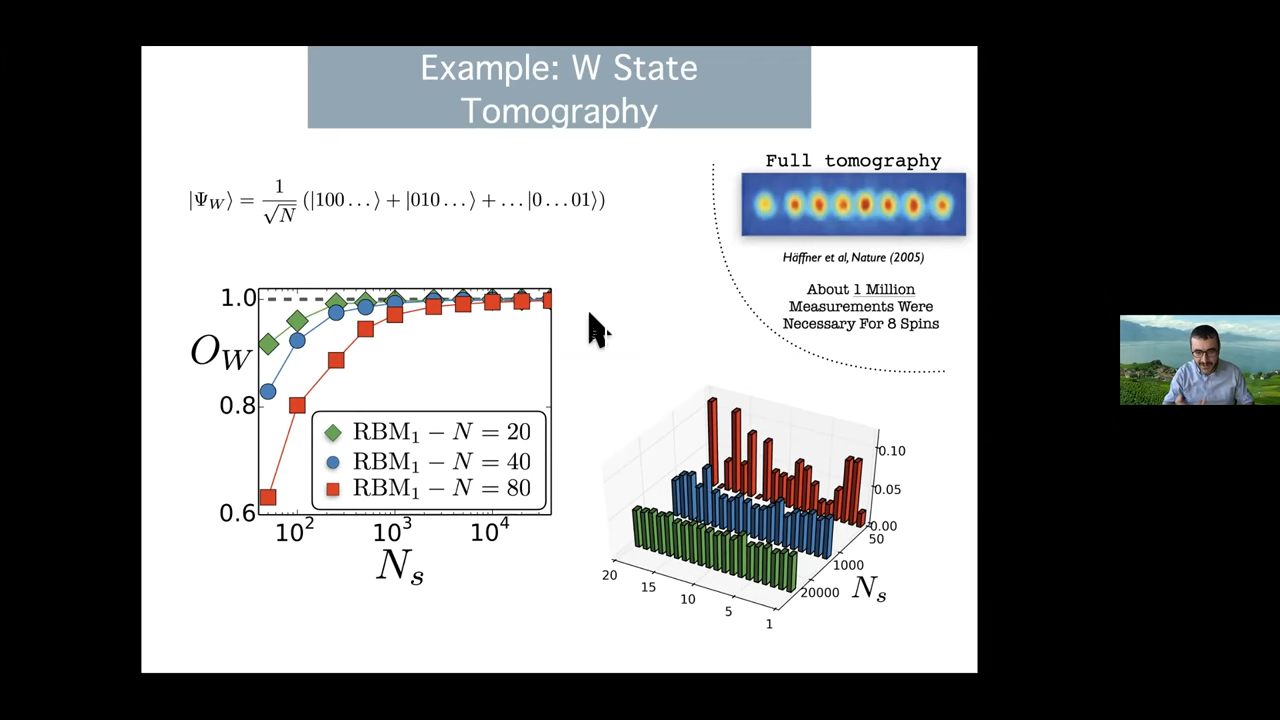 Example: W State
Tomography
|Ψ_W⟩ = 1/√N (|100...⟩ + |010...⟩ + ...|0...01⟩)
Full tomography
Häffner et al, Nature (2005)
About 1 Million
Measurements Were
Necessary For 8 Spins
1.0
O_W
0.8
0.6
RBM₁ − N = 20
RBM₁ − N = 40
RBM₁ − N = 80
10² 10³ 10⁴
N_s
0.10
0.05
0.00
50
1000
20000
N_s
20 15 10 5 1